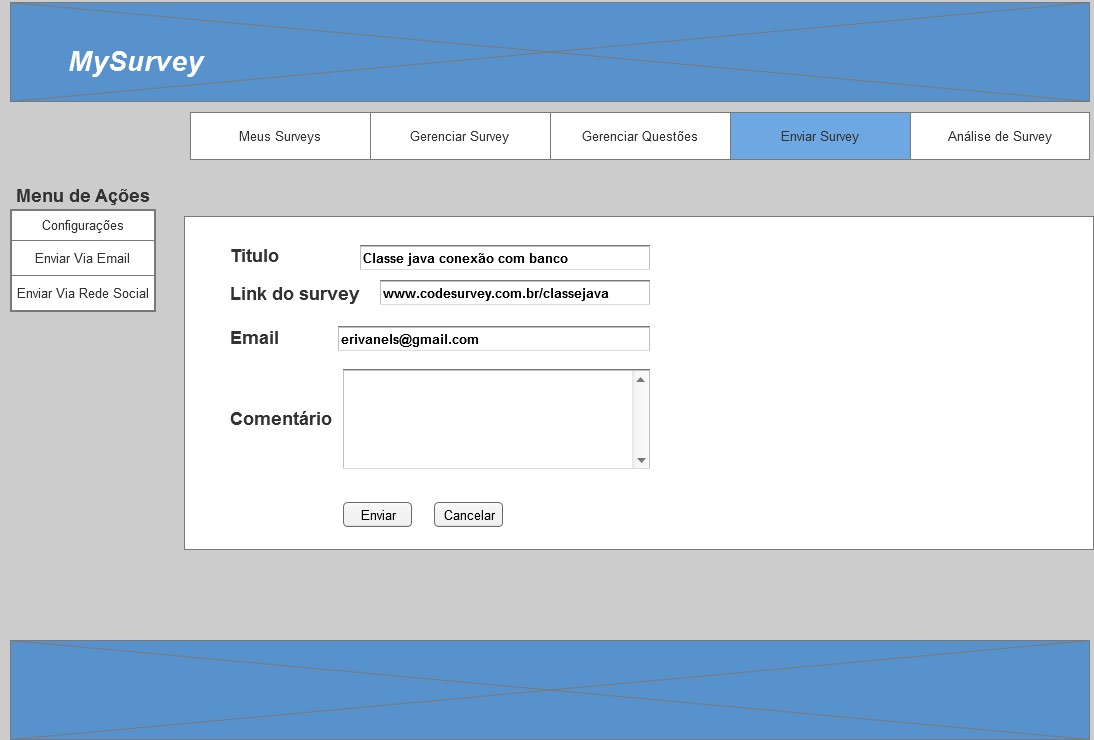 MySurvey
Meus Surveys
Gerenciar Survey
Gerenciar Questões
Enviar Survey
Análise de Survey
Menu de Ações
Configurações
Enviar Via Email
Enviar Via Rede Social
Titulo
Classe java conexão com banco
Link do survey
www.codesurvey.com.br/classejava
Email
erivanels@gmail.com
Comentário
Enviar
Cancelar